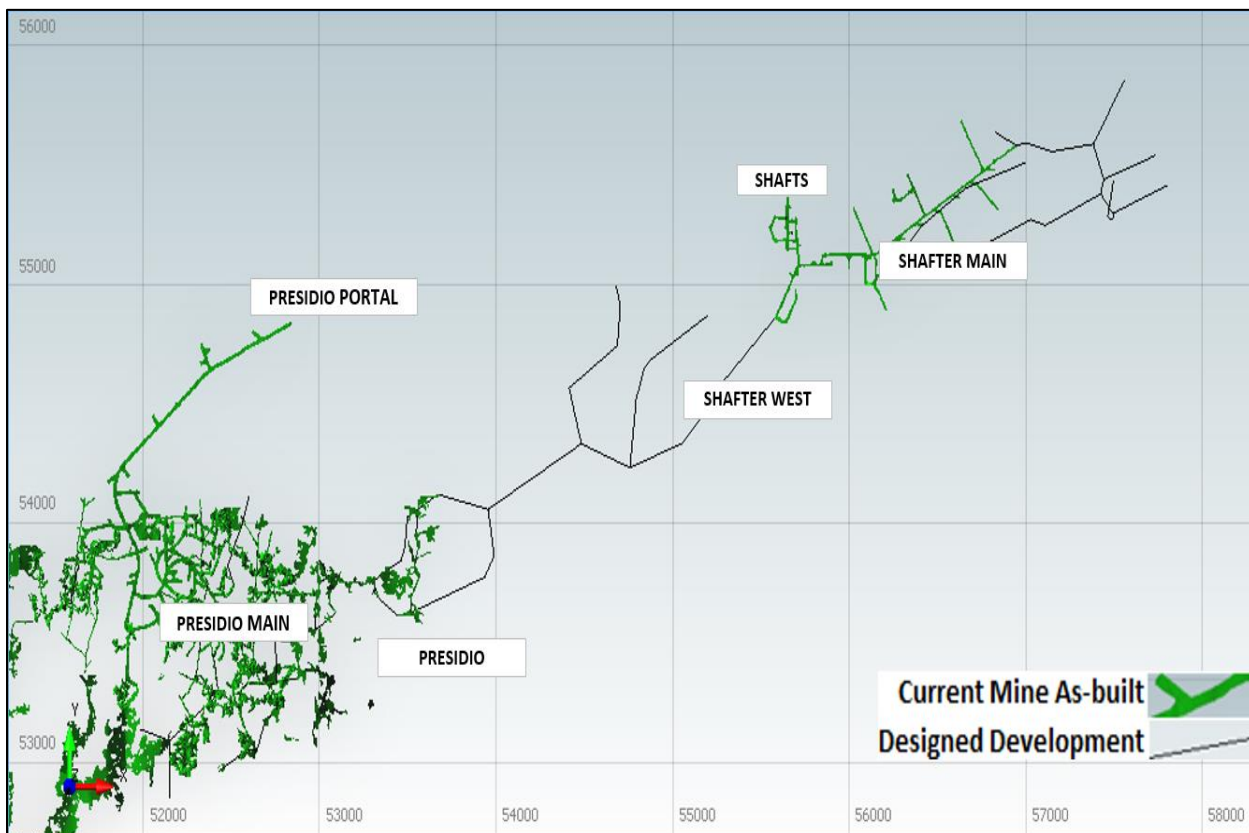 56000
SHAFTS
55000
SHAFTER MAIN
PRESIDIO PORTAL
SHAFTER WEST
54000
PRESIDIO MAIN
PRESIDIO
Current Mine As-built
Designed Development
53000
Y
52000
53000
54000
55000
56000
57000
58000